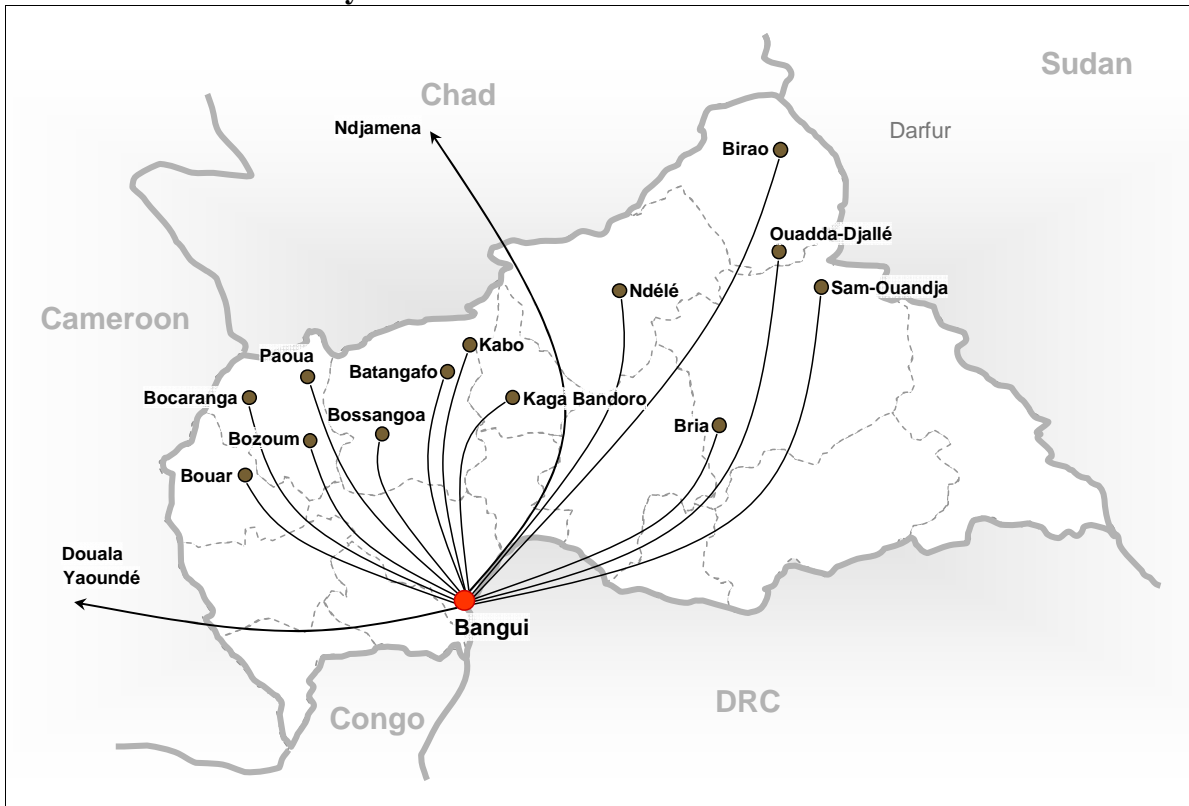 Sudan
Chad
Ndjamena
Darfur
Birao
Ouadda-Djallé
Sam-Ouandja
Ndélé
Cameroon
Kabo
Paoua
Batangafo
Bocaranga
Kaga Bandoro
Bossangoa
Bria
Bozoum
Bouar
Douala
Yaoundé
Bangui
DRC
Congo